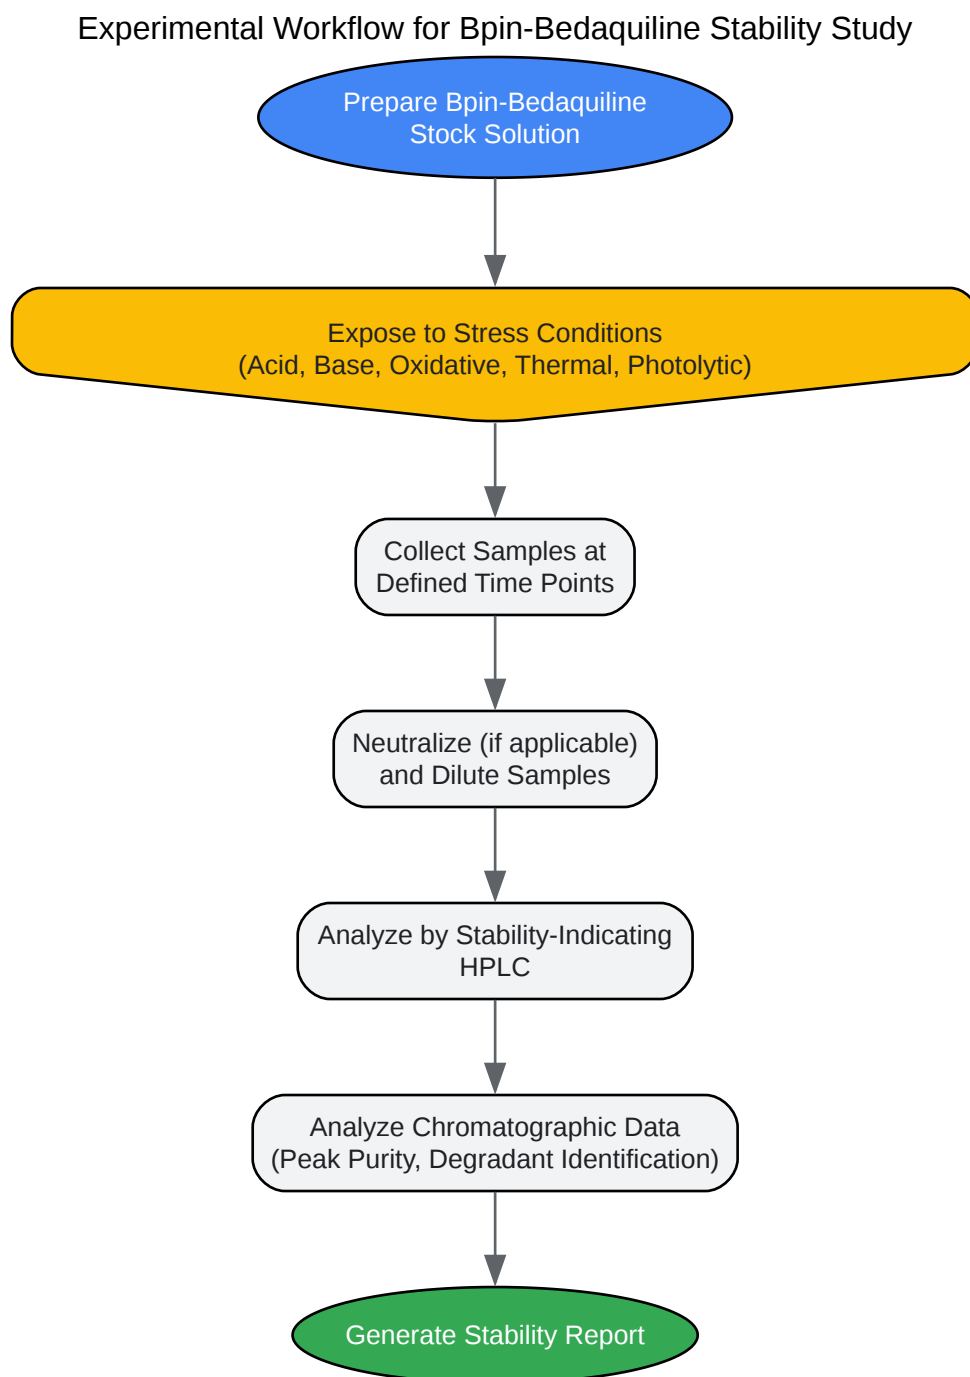 Experimental Workflow for Bpin-Bedaquiline Stability Study
Prepare Bpin-Bedaquiline
Stock Solution
Expose to Stress Conditions
(Acid, Base, Oxidative, Thermal, Photolytic)
Collect Samples at
Defined Time Points
Neutralize (if applicable)
and Dilute Samples
Analyze by Stability-Indicating
HPLC
Analyze Chromatographic Data
(Peak Purity, Degradant Identification)
Generate Stability Report